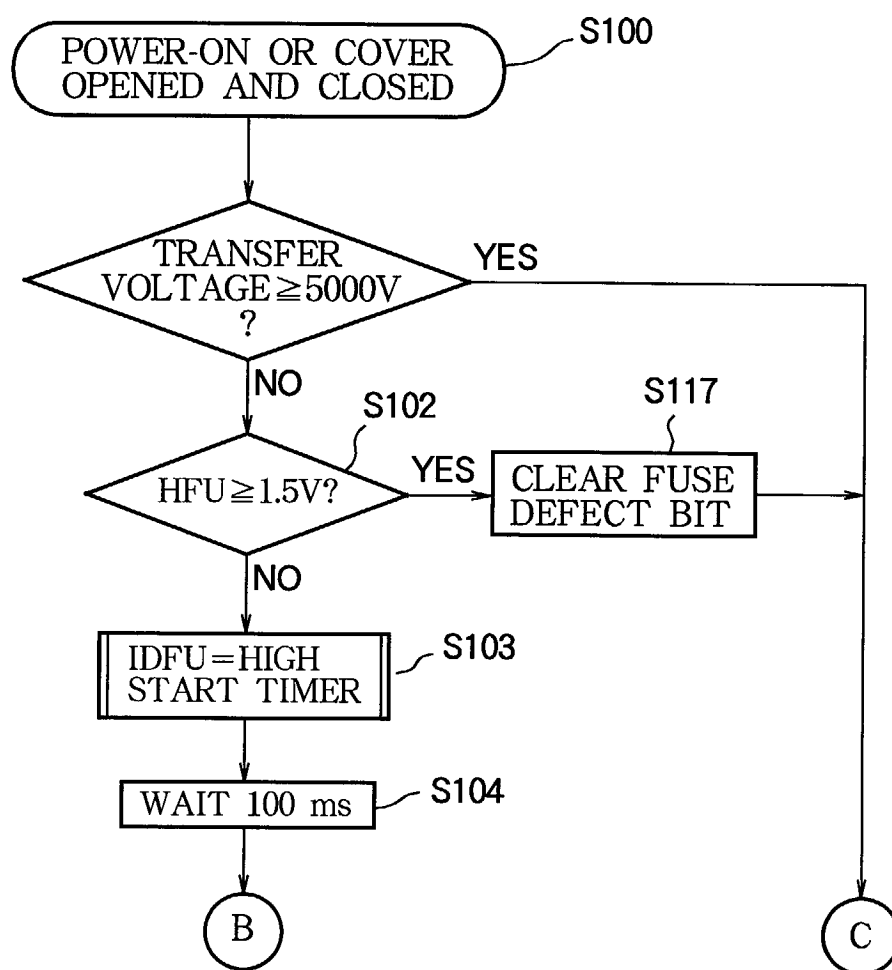 POWER-ON OR COVER
OPENED AND CLOSED
S100
TRANSFER
VOLTAGE≧5000V
?
YES
NO
S102
HFU≧1.5V?
YES
S117
CLEAR FUSE
DEFECT BIT
NO
IDFU=HIGH
START TIMER
S103
WAIT 100 ms
S104
B
C